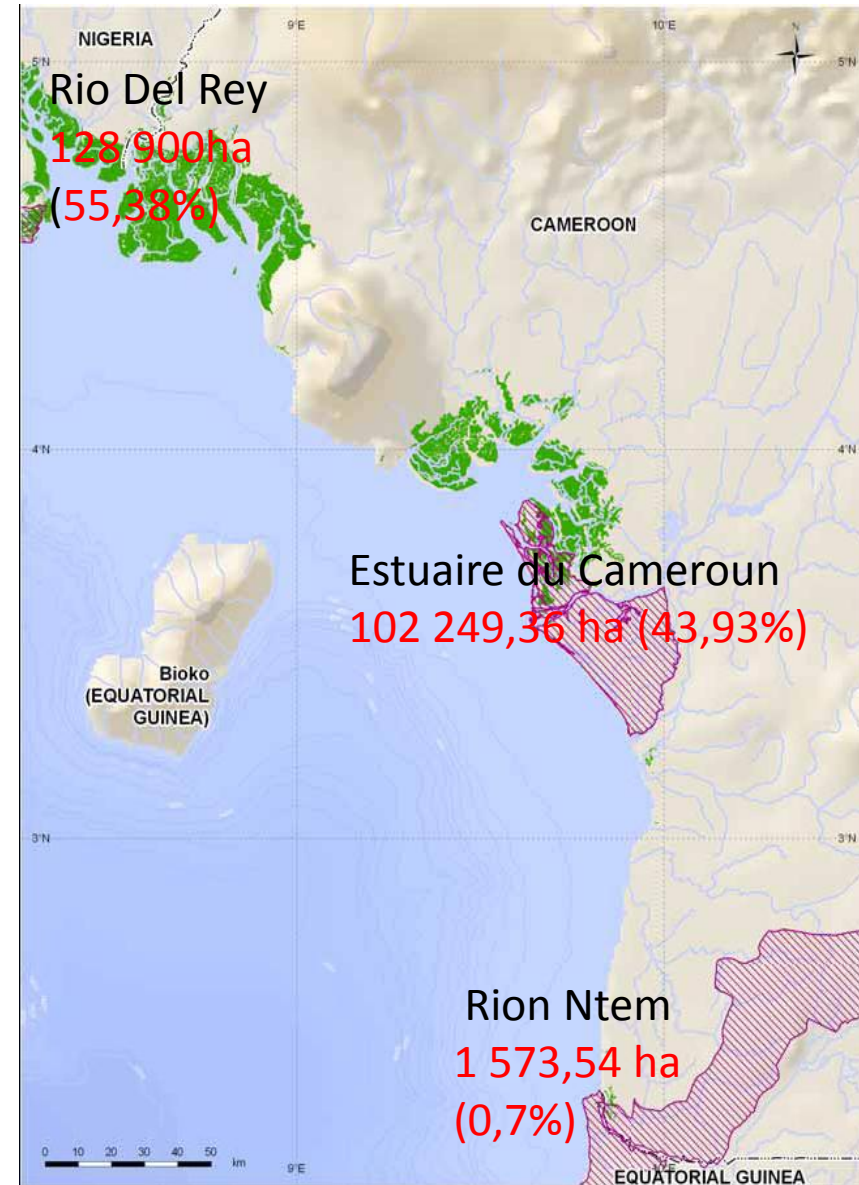 9°E
10°E
N
NIGERIA
5°N
5°N
Rio Del Rey
128 900ha
(55,38%)
CAMEROON
4°N
4°N
Estuaire du Cameroun
102 249,36 ha (43,93%)
Bioko
(EQUATORIAL
GUINEA)
3°N
3°N
Rion Ntem
1 573,54 ha
(0,7%)
0 10 20 30 40 50
km
9°E
10°E
EQUATORIAL GUINEA